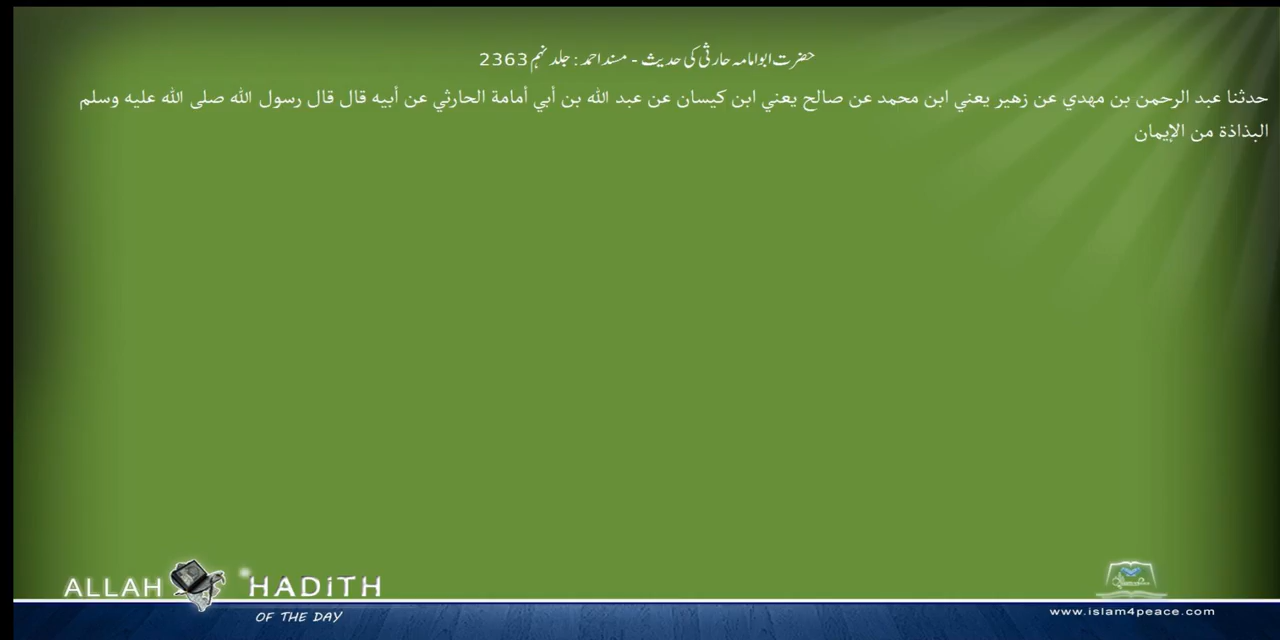 حضرت ابوامامہ حارثی کی حدیث - مسند احمد : جلد نہم 2363
حدثنا عبد الرحمن بن مهدي عن زهير يعني ابن محمد عن صالح يعني ابن كيسان عن عبد الله بن أبي أمامة الحارثي عن أبيه قال قال رسول الله صلى الله عليه وسلم
البذاذة من الإيمان
ALLAH HADITH
OF THE DAY
www.islam4peace.com